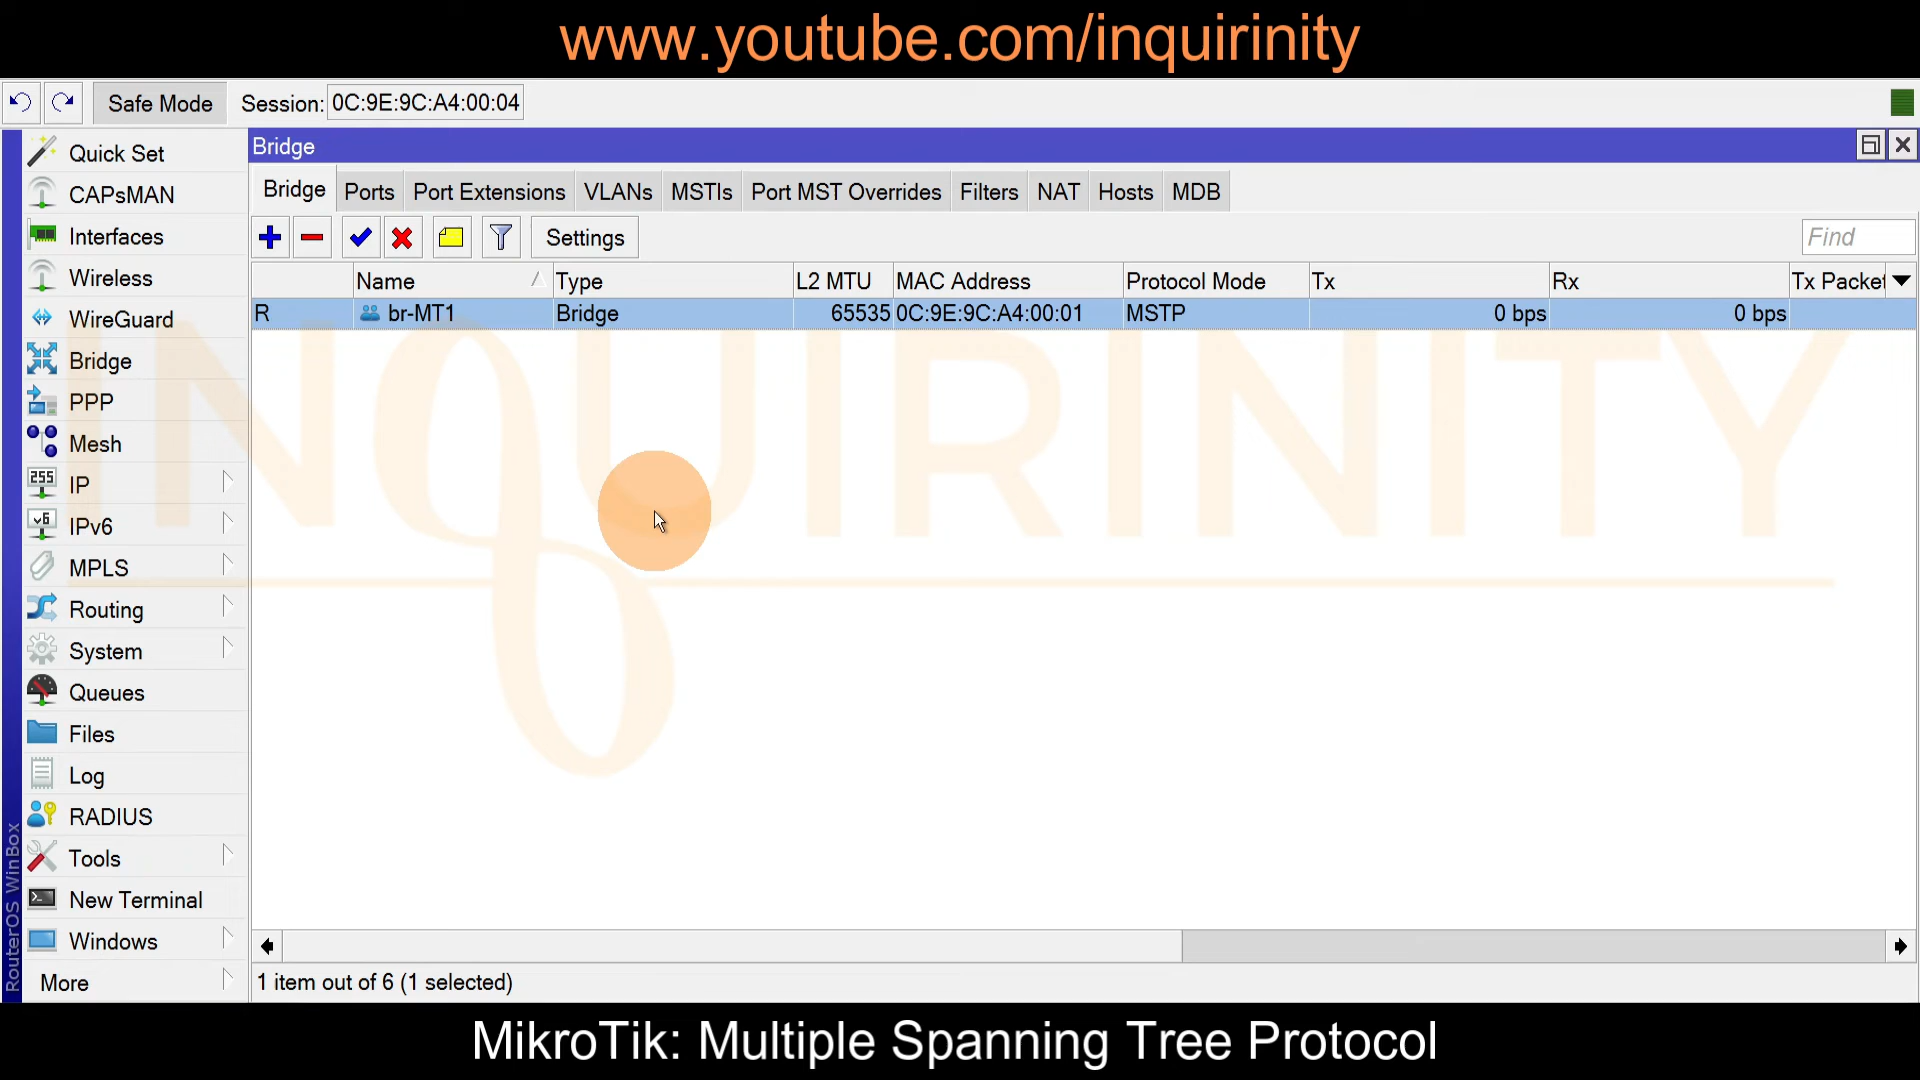 www.youtube.com/inquirinity
Safe Mode Session: 0C:9E:9C:A4:00:04
Bridge
Bridge Ports Port Extensions VLANs MSTIs Port MST Overrides Filters NAT Hosts MDB
Settings Find
Name Type L2 MTU MAC Address Protocol Mode Tx Rx Tx Packet
R br-MT1 Bridge 65535 0C:9E:9C:A4:00:01 MSTP 0 bps 0 bps
Quick Set
CAPsMAN
Interfaces
Wireless
WireGuard
Bridge
PPP
Mesh
255 IP
v6 IPv6
MPLS
Routing
System
Queues
Files
Log
RADIUS
Tools
New Terminal
Windows
More
RouterOS WinBox
INQUIRINITY
1 item out of 6 (1 selected)
MikroTik: Multiple Spanning Tree Protocol